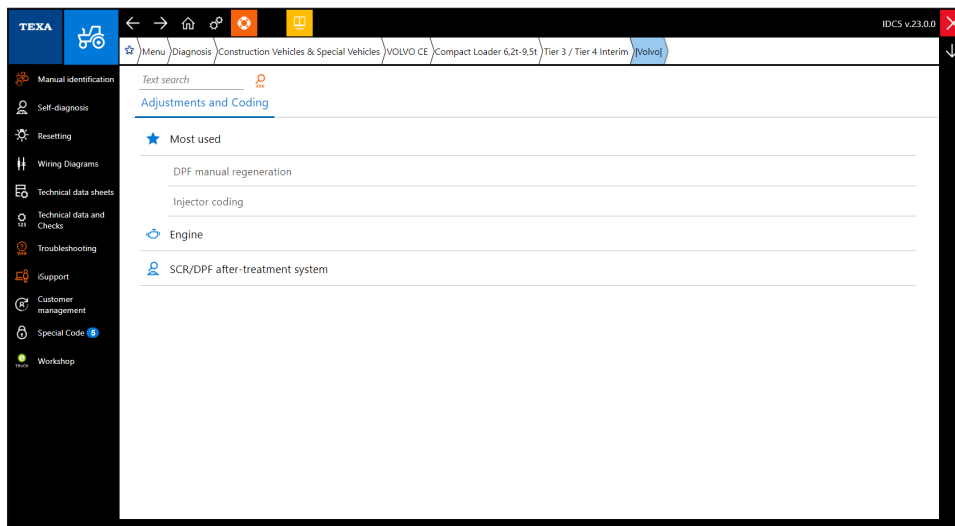 TEXA
IDC5 v.23.0.0
Menu Diagnosis Construction Vehicles & Special Vehicles VOLVO CE Compact Loader 6,2t-9,5t Tier 3 / Tier 4 Interim |Volvo|
Manual identification
Self-diagnosis
Resetting
Wiring Diagrams
Technical data sheets
123
Technical data and
Checks
WEB
Troubleshooting
iSupport
Customer
management
Special Code 5
TRUCK
Workshop
Text search
Adjustments and Coding
Most used
DPF manual regeneration
Injector coding
Engine
SCR/DPF after-treatment system